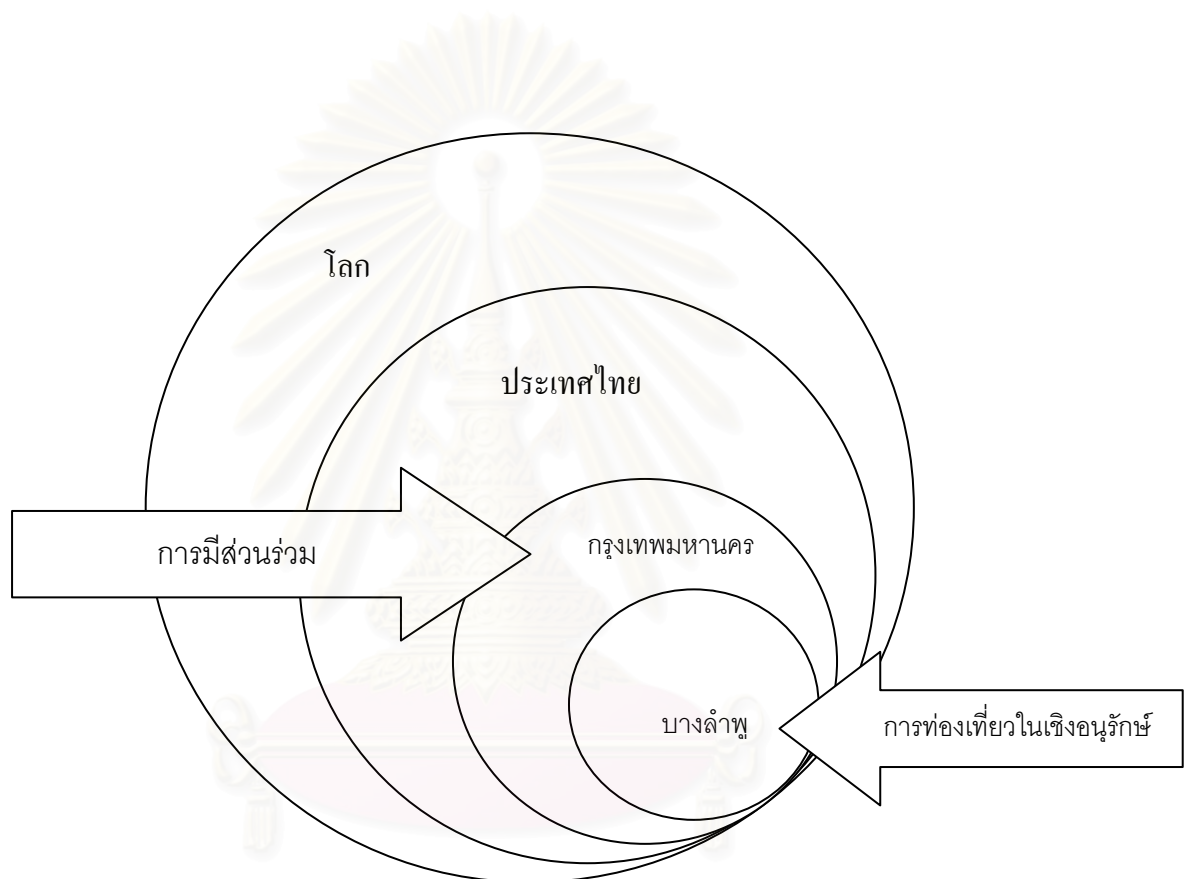 โลก
ประเทศไทย
การมีส่วนร่วม
กรุงเทพมหานคร
บางลำพู
การท่องเที่ยวในเชิงอนุรักษ์